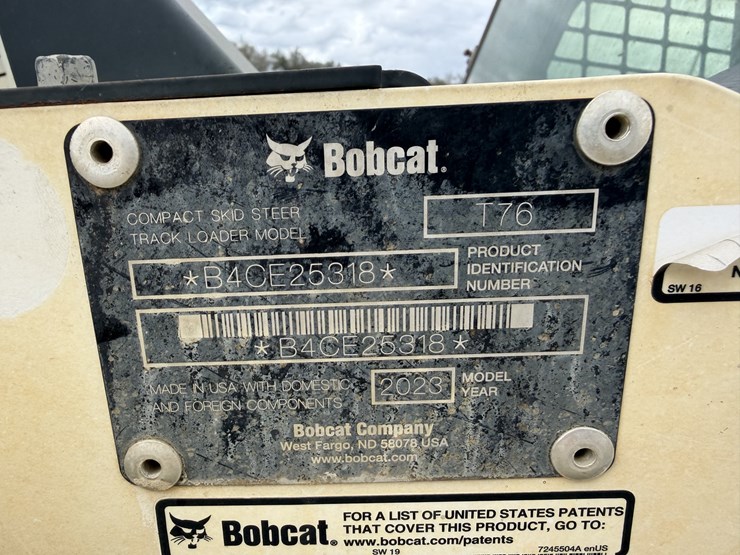 Bobcat.
COMPACT SKID STEER
TRACK LOADER MODEL
T76
*B4CE25318*
PRODUCT
IDENTIFICATION
NUMBER
*B4CE25318*
MADE IN USA WITH DOMESTIC
AND FOREIGN COMPONENTS
2023
MODEL
YEAR
Bobcat Company
West Fargo, ND 58078 USA
www.bobcat.com
SW 16
Bobcat.
FOR A LIST OF UNITED STATES PATENTS
THAT COVER THIS PRODUCT, GO TO:
www.bobcat.com/patents
SW 19
7245504A enUS